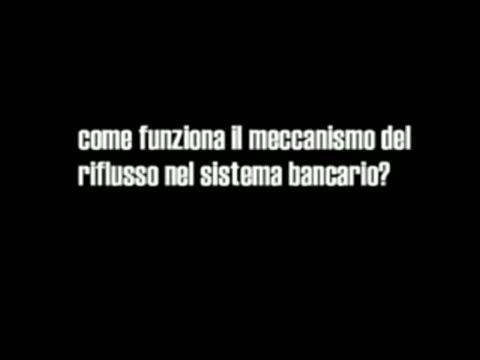 come funziona il meccanismo del
riflusso nel sistema bancario?